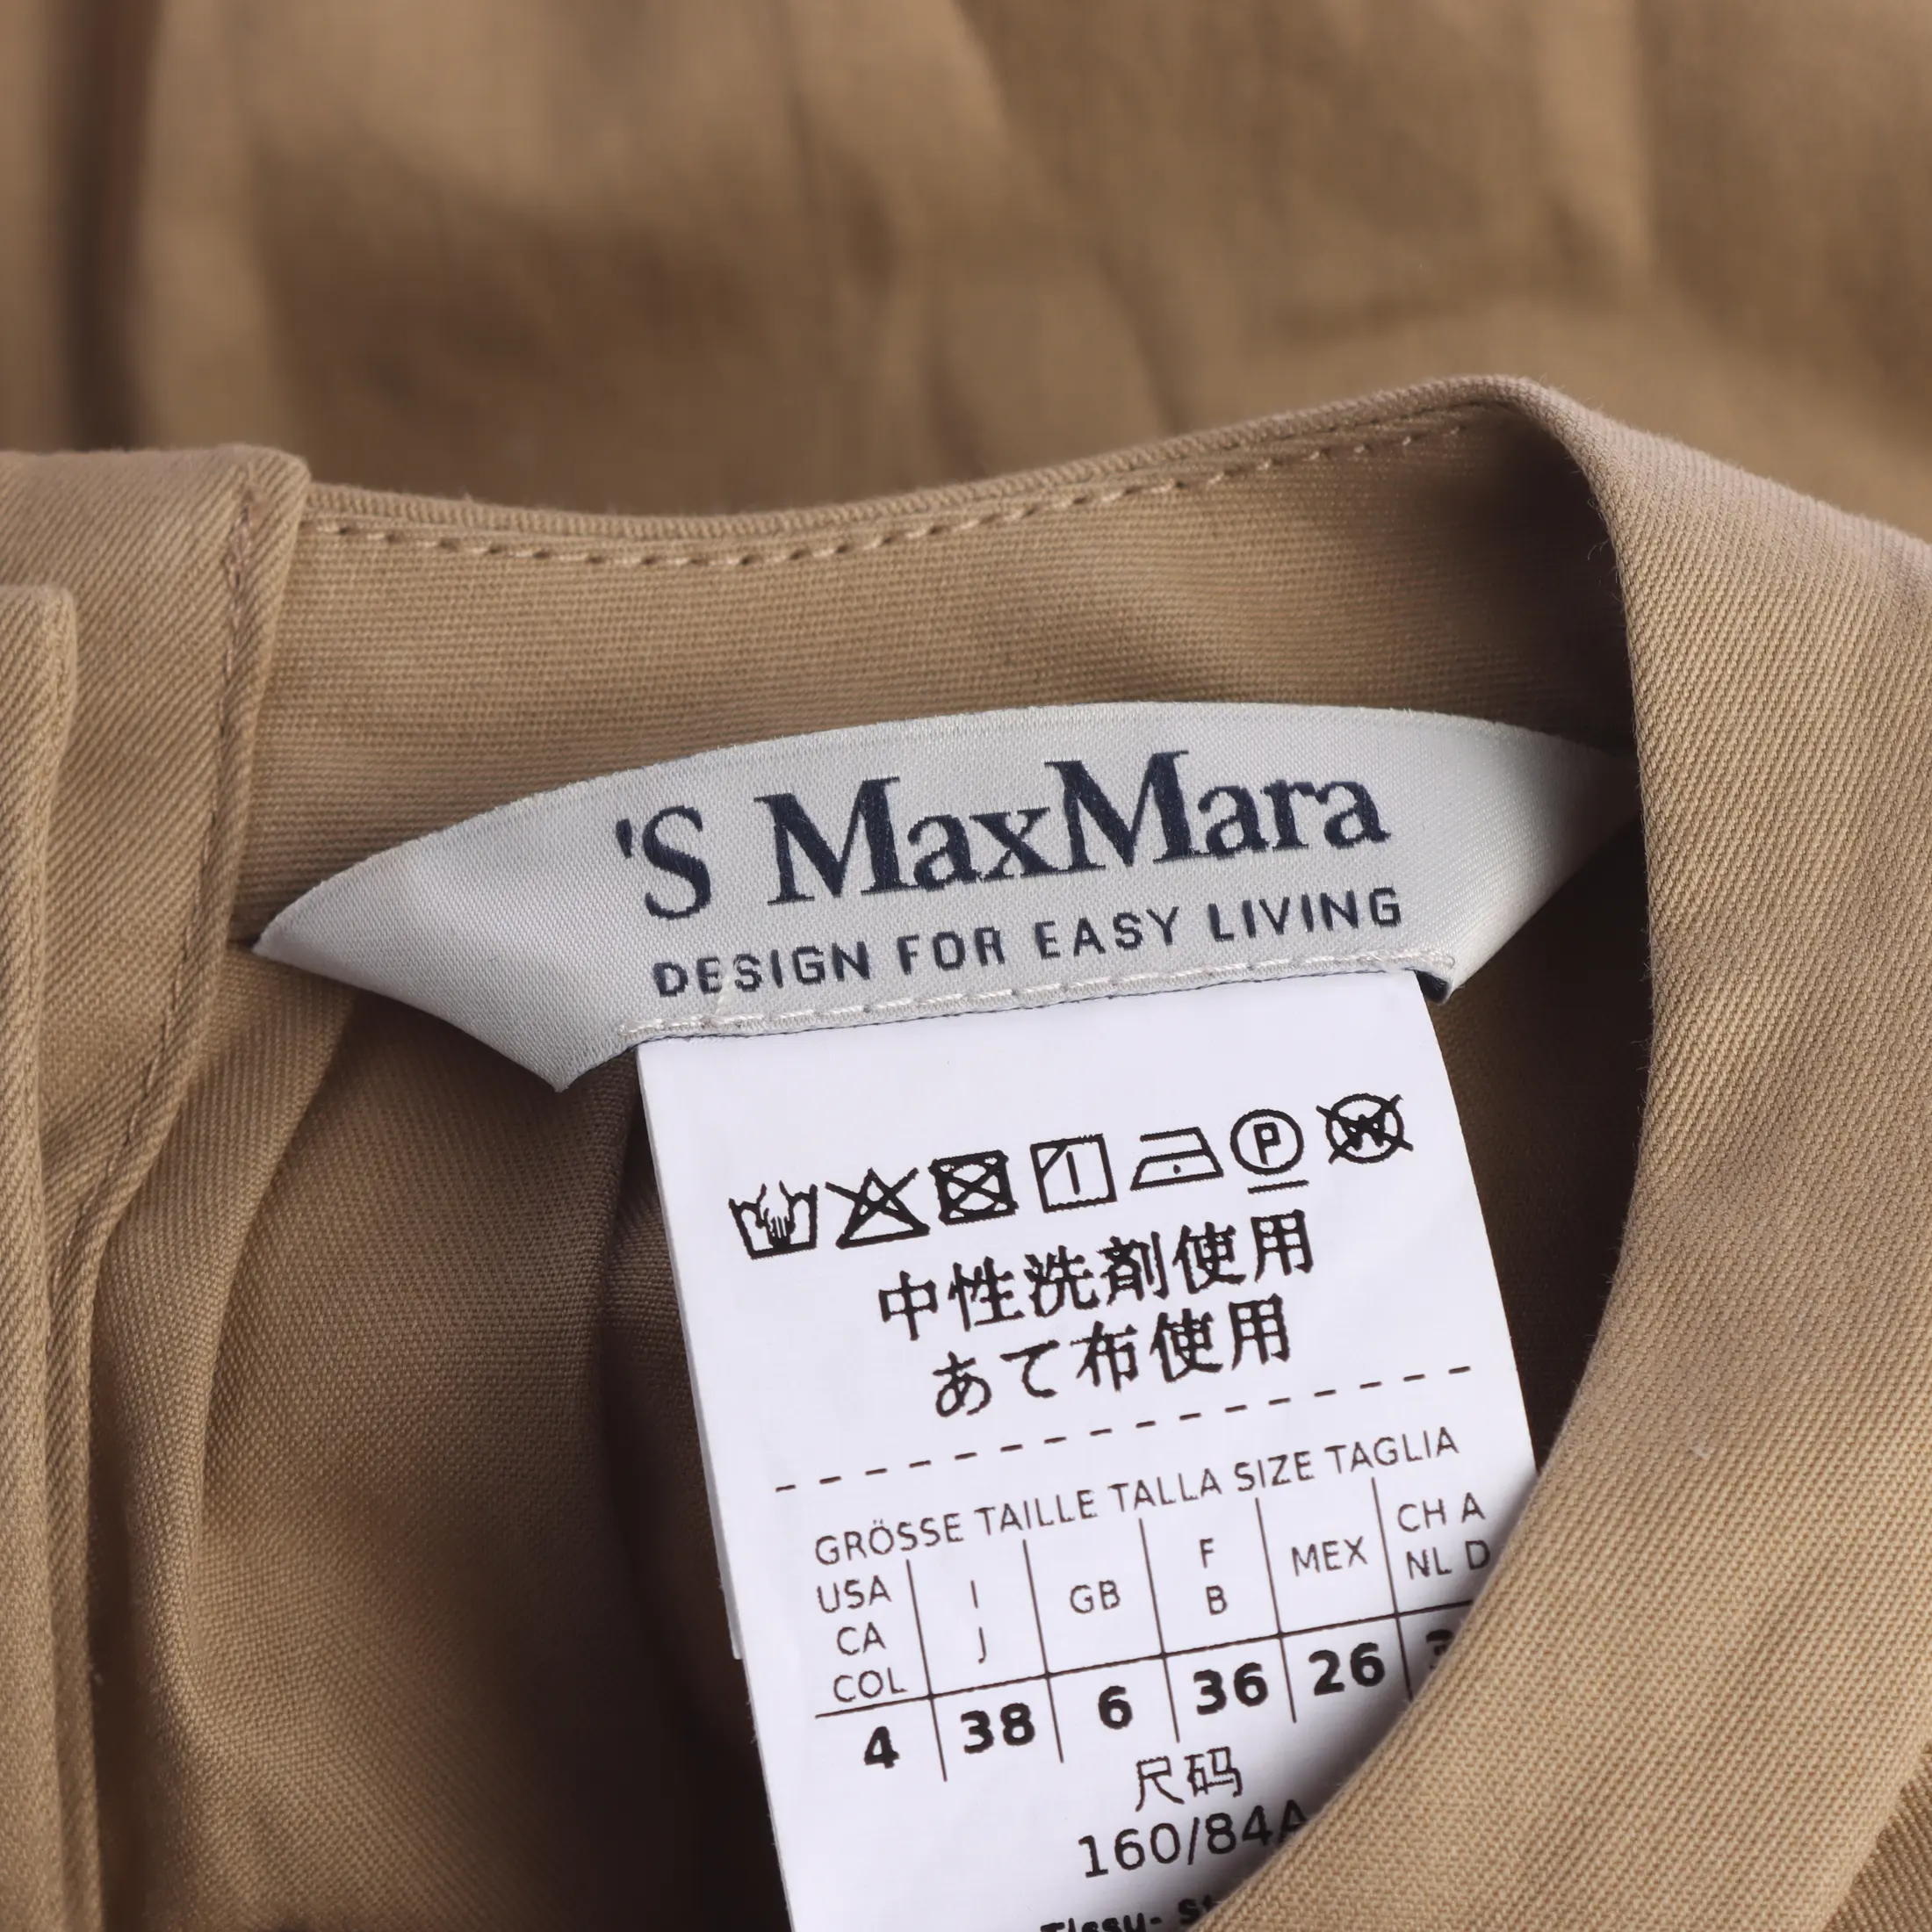 'S MaxMara
DESIGN FOR EASY LIVING
P W
中性洗剤使用
あて布使用
GRÖSSE TAILLE TALLA SIZE TAGLIA
USA CA COL I J GB F B MEX CH A NL D
4 38 6 36 26
尺码
160/84A
Tissu-